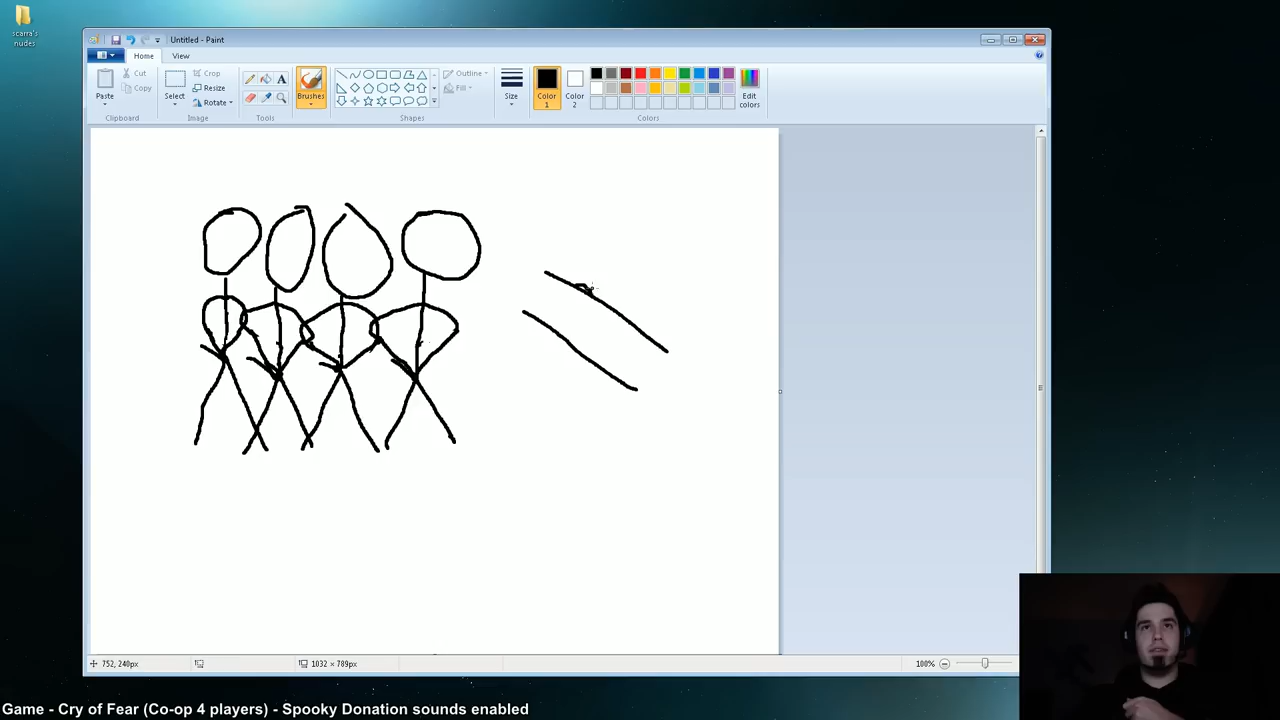 scarra's
nudes
Untitled - Paint
Home
View
Paste
Cut
Copy
Clipboard
Select
Crop
Resize
Rotate
Image
A
Tools
Brushes
Outline
Fill
Shapes
Size
Color
1
Color
2
Edit
colors
Colors
752, 240px
1032 × 789px
100%
Game - Cry of Fear (Co-op 4 players) - Spooky Donation sounds enabled